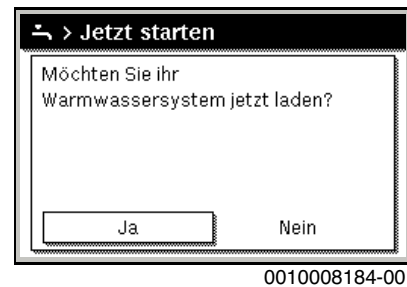 > Jetzt starten
Möchten Sie ihr
Warmwassersystem jetzt laden?
Ja Nein
0010008184-00